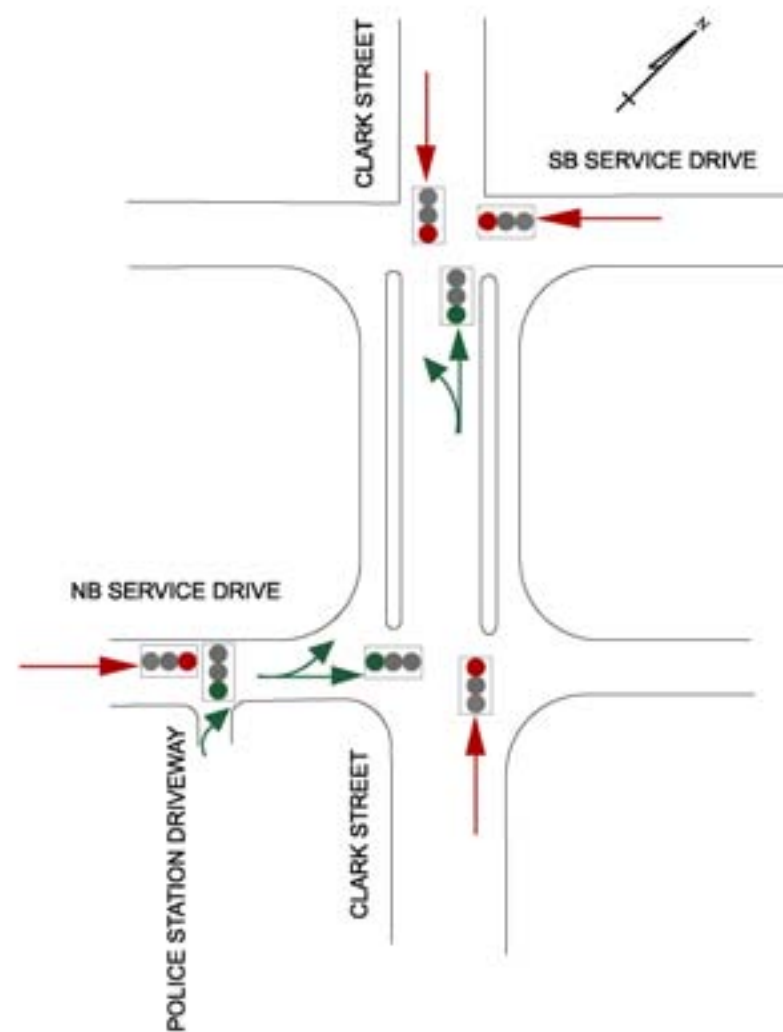 CLARK STREET
N
SB SERVICE DRIVE
NB SERVICE DRIVE
POLICE STATION DRIVEWAY
CLARK STREET